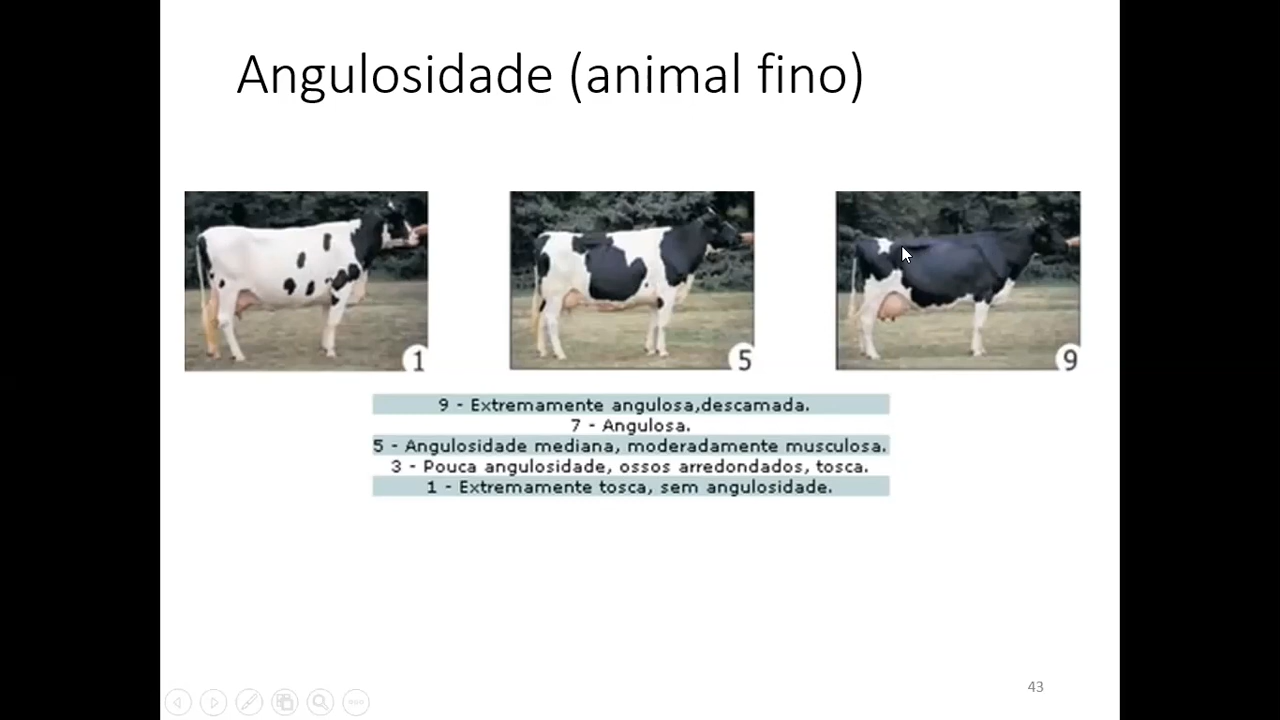 Angulosidade (animal fino)
1
5
9
9 - Extremamente angulosa,descamada.
7 - Angulosa.
5 - Angulosidade mediana, moderadamente musculosa.
3 - Pouca angulosidade, ossos arredondados, tosca.
1 - Extremamente tosca, sem angulosidade.
43